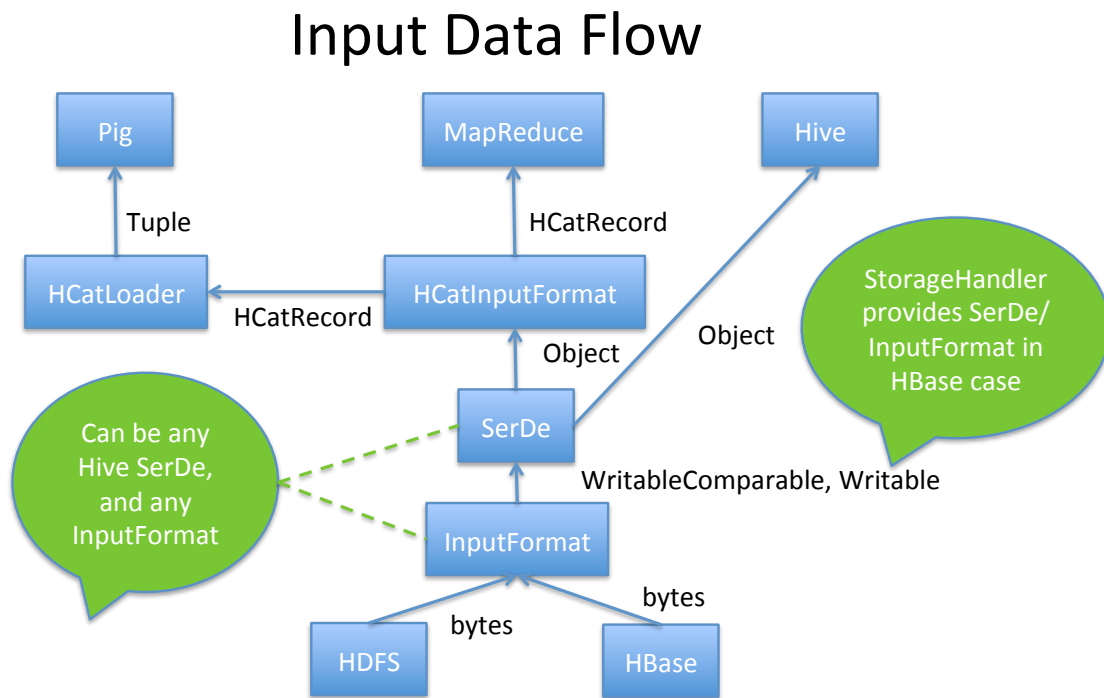 Input Data Flow
Pig
MapReduce
Hive
Tuple
HCatRecord
HCatLoader
HCatInputFormat
HCatRecord
StorageHandler
provides SerDe/
InputFormat in
HBase case
Object
Object
SerDe
Can be any
Hive SerDe,
and any
InputFormat
WritableComparable, Writable
InputFormat
bytes
bytes
HDFS
HBase